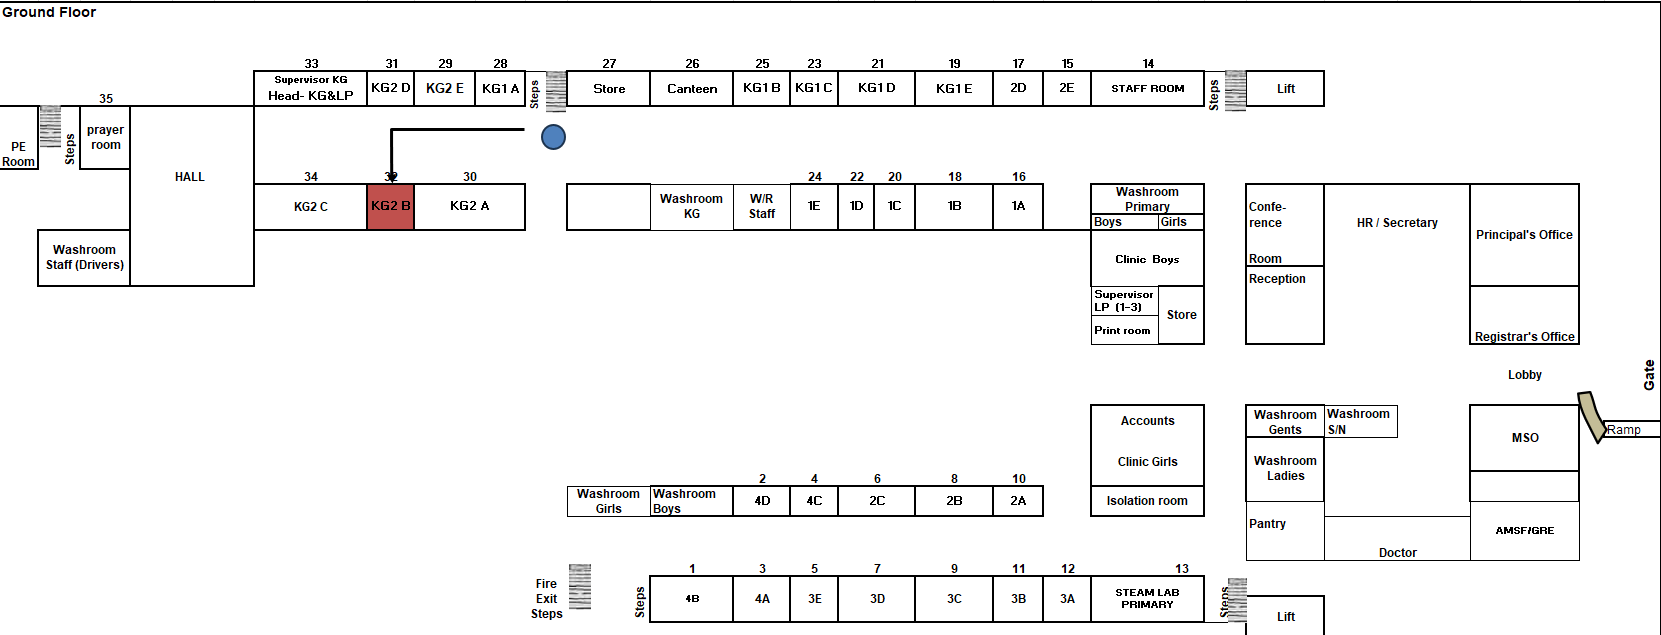 Ground Floor
33
31
29
28
27
26
25
23
21
19
17
15
14
Supervisor KG
Head- KG&LP
KG2 D
KG2 E
KG1 A
Steps
Store
Canteen
KG1 B
KG1 C
KG1 D
KG1 E
2D
2E
STAFF ROOM
Steps
Lift
35
prayer
room
Steps
PE
Room
HALL
34
32
30
24
22
20
18
16
KG2 C
KG2 B
KG2 A
Washroom
KG
W/R
Staff
1E
1D
1C
1B
1A
Washroom
Primary
Boys
Girls
Clinic Boys
Supervisor
LP (1-3)
Print room
Store
Confe-
rence
Room
Reception
HR / Secretary
Principal's Office
Registrar's Office
Washroom
Staff (Drivers)
Lobby
Gate
Ramp
Accounts
Clinic Girls
Isolation room
Washroom
Gents
Washroom
S/N
Washroom
Ladies
Pantry
Doctor
MSO
AMSF/GRE
2
4
6
8
10
Washroom
Girls
Washroom
Boys
4D
4C
2C
2B
2A
1
3
5
7
9
11
12
13
Fire
Exit
Steps
Steps
4B
4A
3E
3D
3C
3B
3A
STEAM LAB
PRIMARY
Steps
Lift